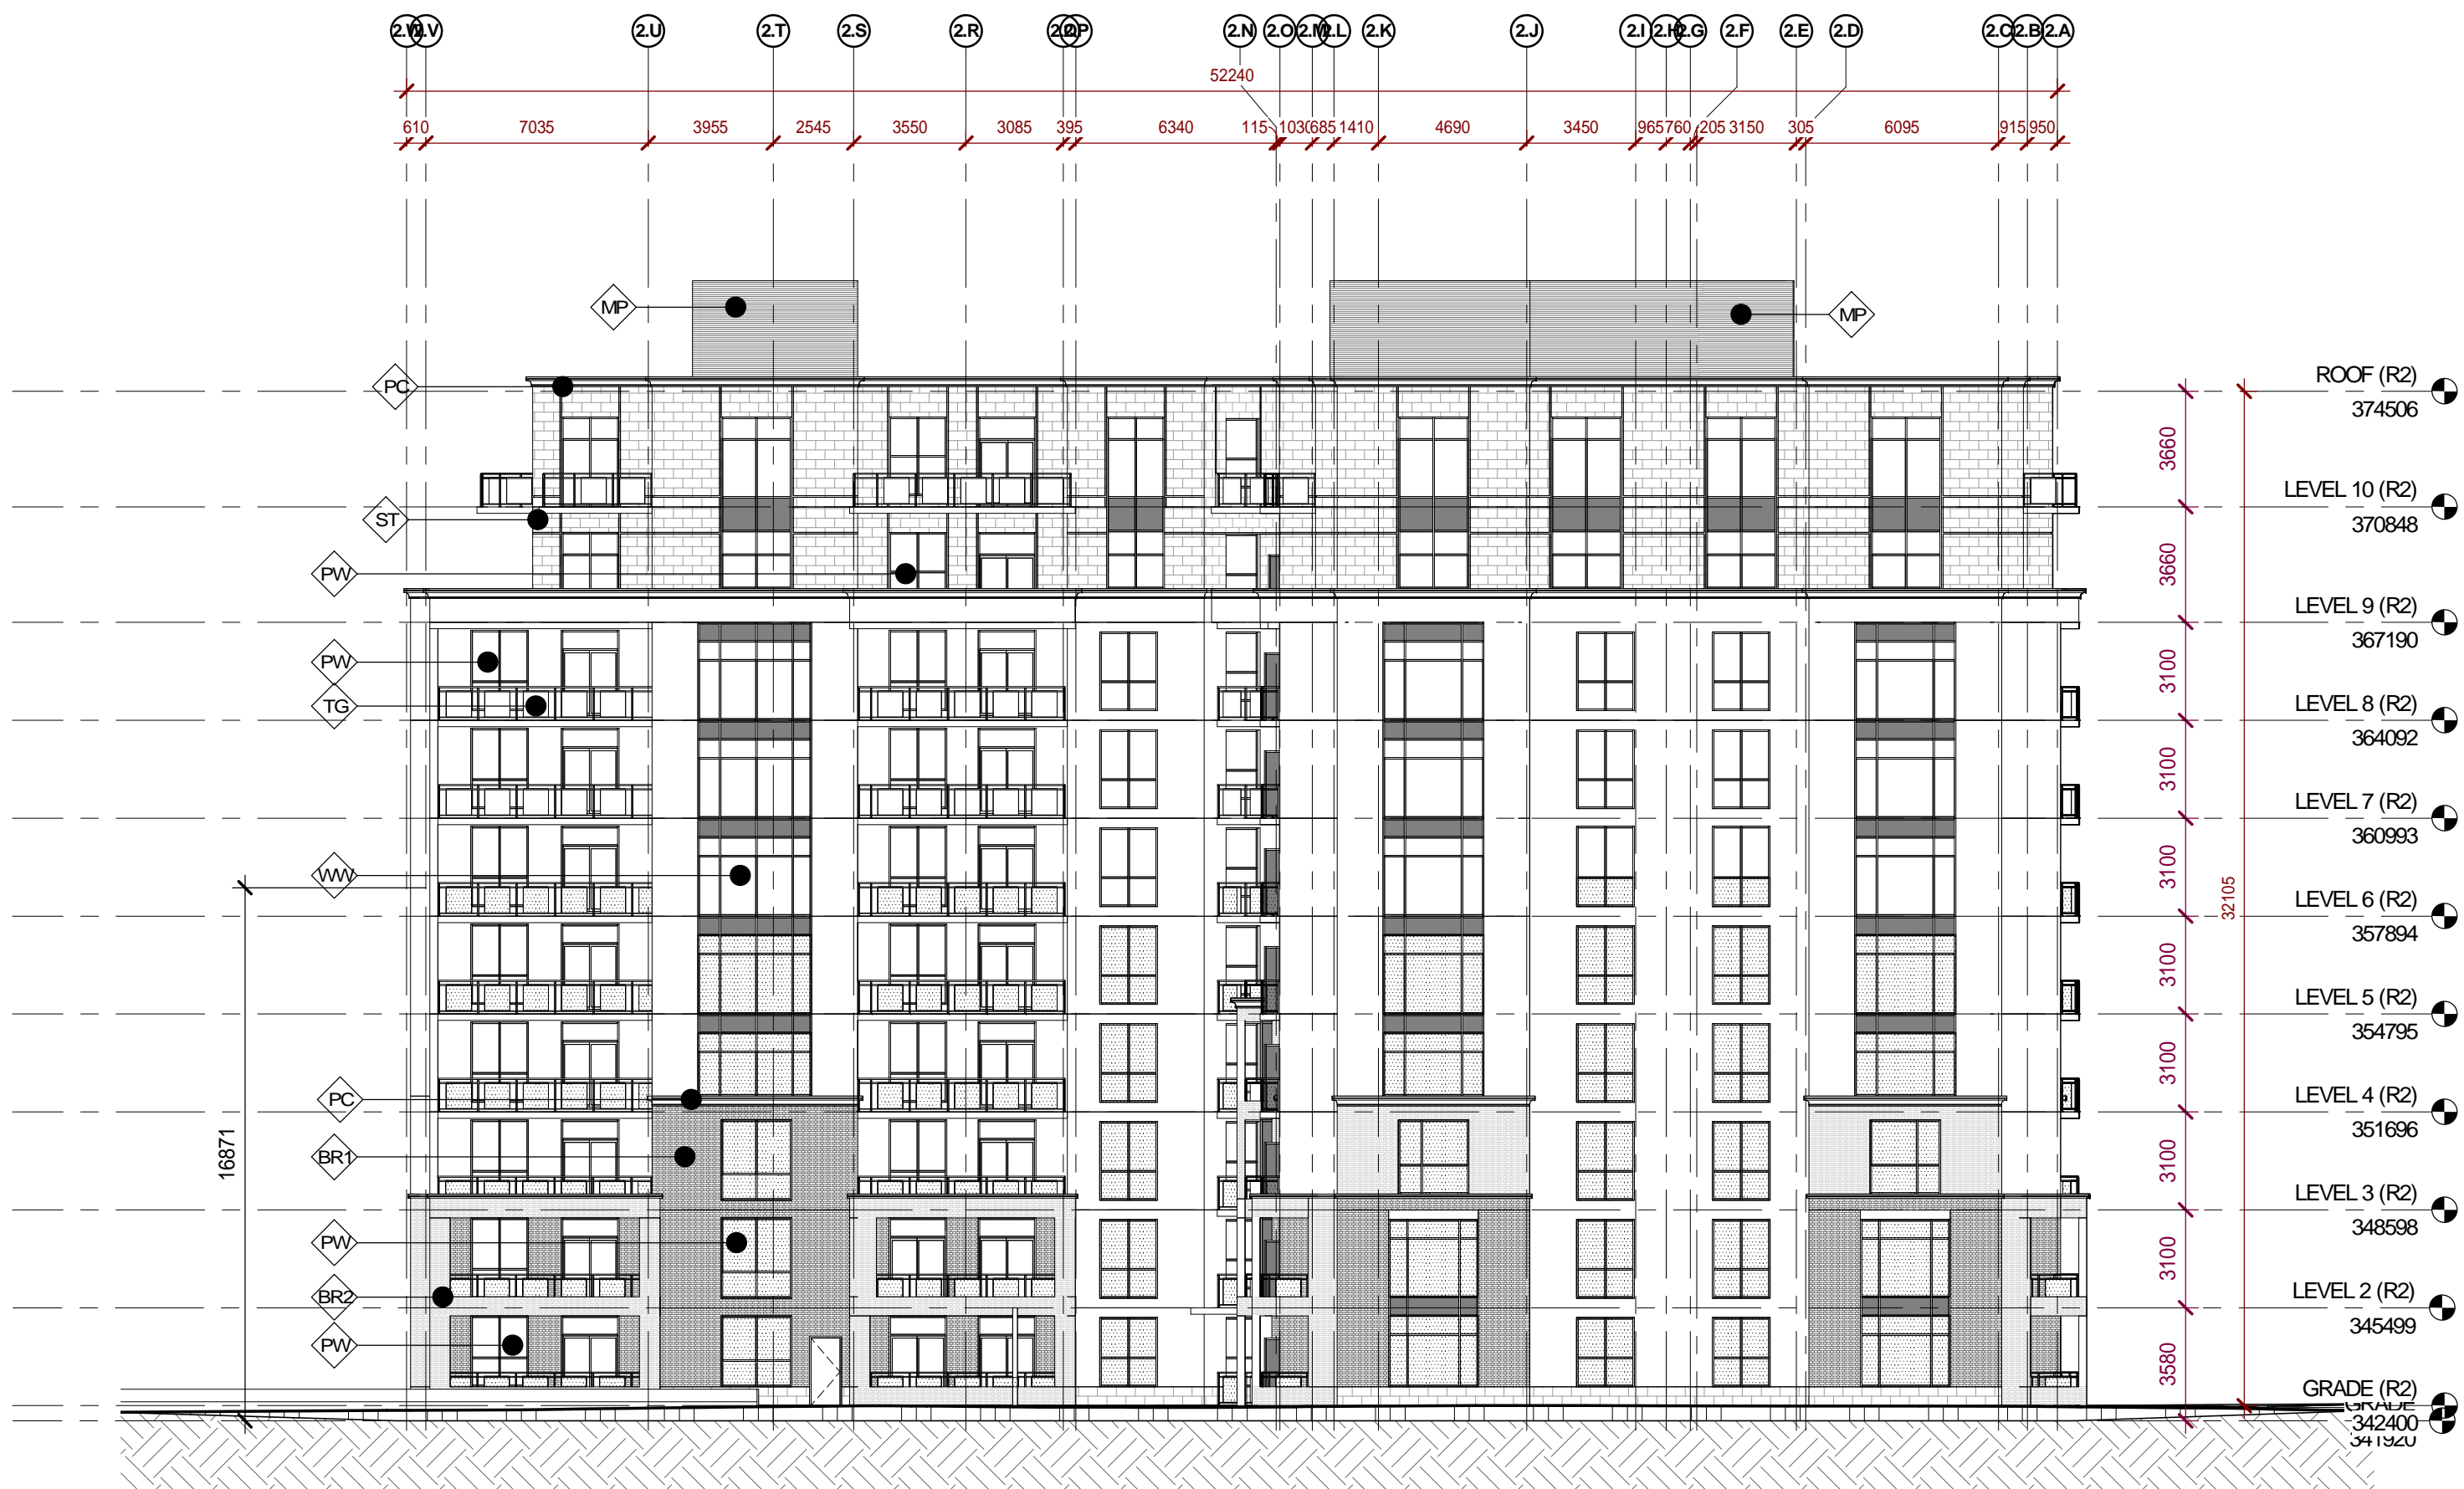 2.W 2.V 2.U 2.T 2.S 2.R 2.Q 2.P 2.N 2.O 2.M 2.L 2.K 2.J 2.I 2.H 2.G 2.F 2.E 2.D 2.C 2.B 2.A
52240
610 7035 3955 2545 3550 3085 395 6340 115 1030 685 1410 4690 3450 965 760 205 3150 305 6095 915 950
MP
MP
PC
ROOF (R2)
374506
3660
ST
LEVEL 10 (R2)
370848
PW
3660
LEVEL 9 (R2)
367190
PW
3100
TG
LEVEL 8 (R2)
364092
3100
LEVEL 7 (R2)
360993
WW
3100
32105
LEVEL 6 (R2)
357894
3100
LEVEL 5 (R2)
354795
3100
PC
LEVEL 4 (R2)
351696
16871
BR1
3100
LEVEL 3 (R2)
348598
PW
3100
BR2
LEVEL 2 (R2)
345499
PW
3580
GRADE (R2)
GRADE
342400
341920